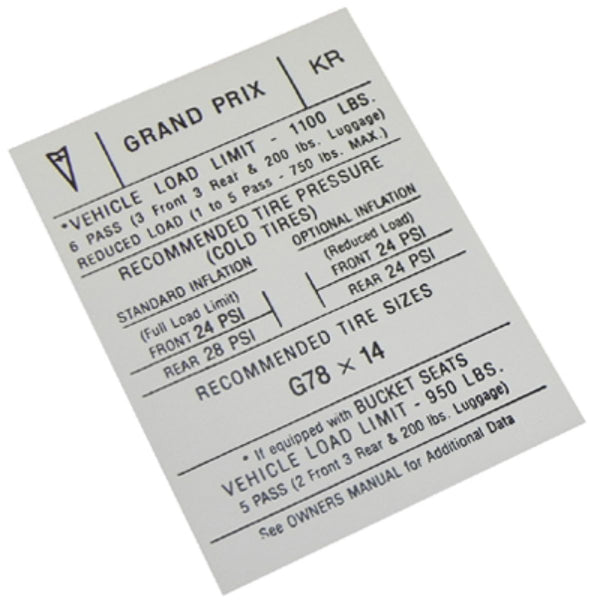 GRAND PRIX KR
*VEHICLE LOAD LIMIT - 1100 LBS.
6 PASS (3 Front 3 Rear & 200 lbs. Luggage)
REDUCED LOAD (1 to 5 Pass - 750 lbs. MAX.)
RECOMMENDED TIRE PRESSURE
(COLD TIRES)
STANDARD INFLATION
(Full Load Limit)
FRONT 24 PSI
REAR 28 PSI
OPTIONAL INFLATION
(Reduced Load)
FRONT 24 PSI
REAR 24 PSI
RECOMMENDED TIRE SIZES
G78 X 14
* If equipped with BUCKET SEATS
VEHICLE LOAD LIMIT - 950 LBS.
5 PASS (2 Front 3 Rear & 200 lbs. Luggage)
See OWNERS MANUAL for Additional Data